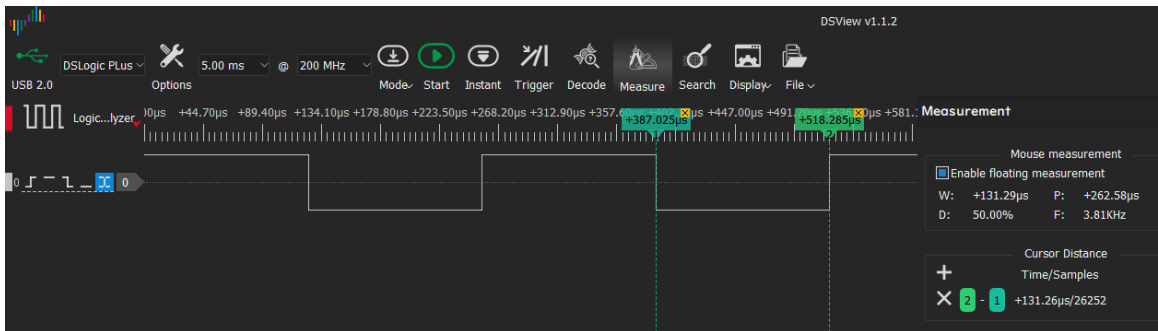 DSView v1.1.2
DSLogic PLus 5.00 ms @ 200 MHz
USB 2.0 Options Mode Start Instant Trigger Decode Measure Search Display File
Logic...lyzer 00µs +44.70µs +89.40µs +134.10µs +178.80µs +223.50µs +268.20µs +312.90µs +357.6 +447.00µs +491. +581.
+387.025µs +518.285µs
Measurement
Mouse measurement
Enable floating measurement
0 0
W: +131.29µs P: +262.58µs
D: 50.00% F: 3.81KHz
Cursor Distance
Time/Samples
2 - 1 +131.26µs/26252
1 2